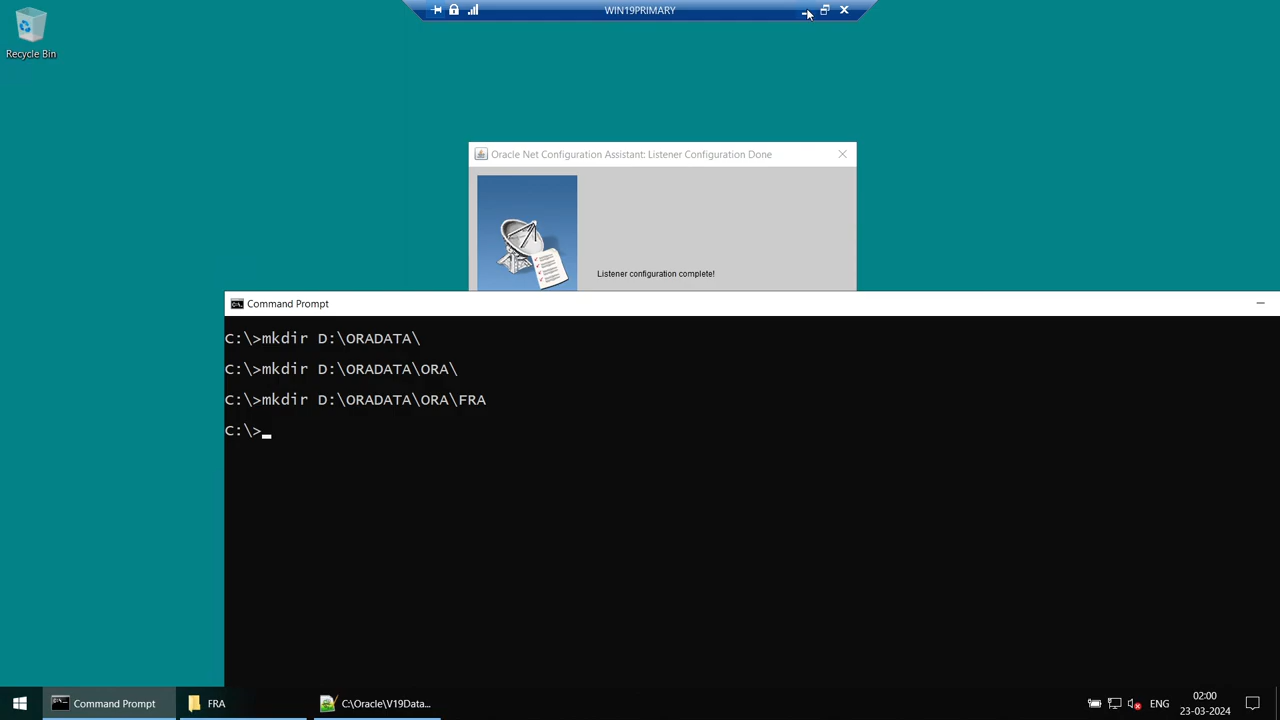 WIN19PRIMARY
Recycle Bin
Oracle Net Configuration Assistant: Listener Configuration Done
Listener configuration complete!
Command Prompt
C:\>mkdir D:\ORADATA\
C:\>mkdir D:\ORADATA\ORA\
C:\>mkdir D:\ORADATA\ORA\FRA
C:\>
Command Prompt
FRA
C:\Oracle\V19Data...
ENG
02:00
23-03-2024